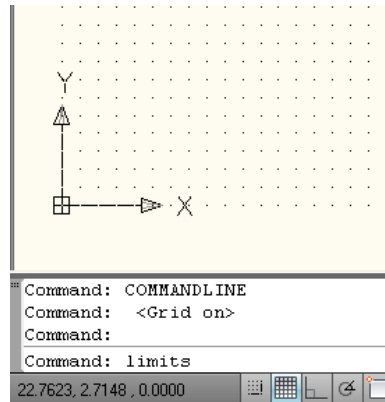 Y
X
Command: COMMANDLINE
Command: <Grid on>
Command:
Command: limits
22.7623, 2.7148 , 0.0000